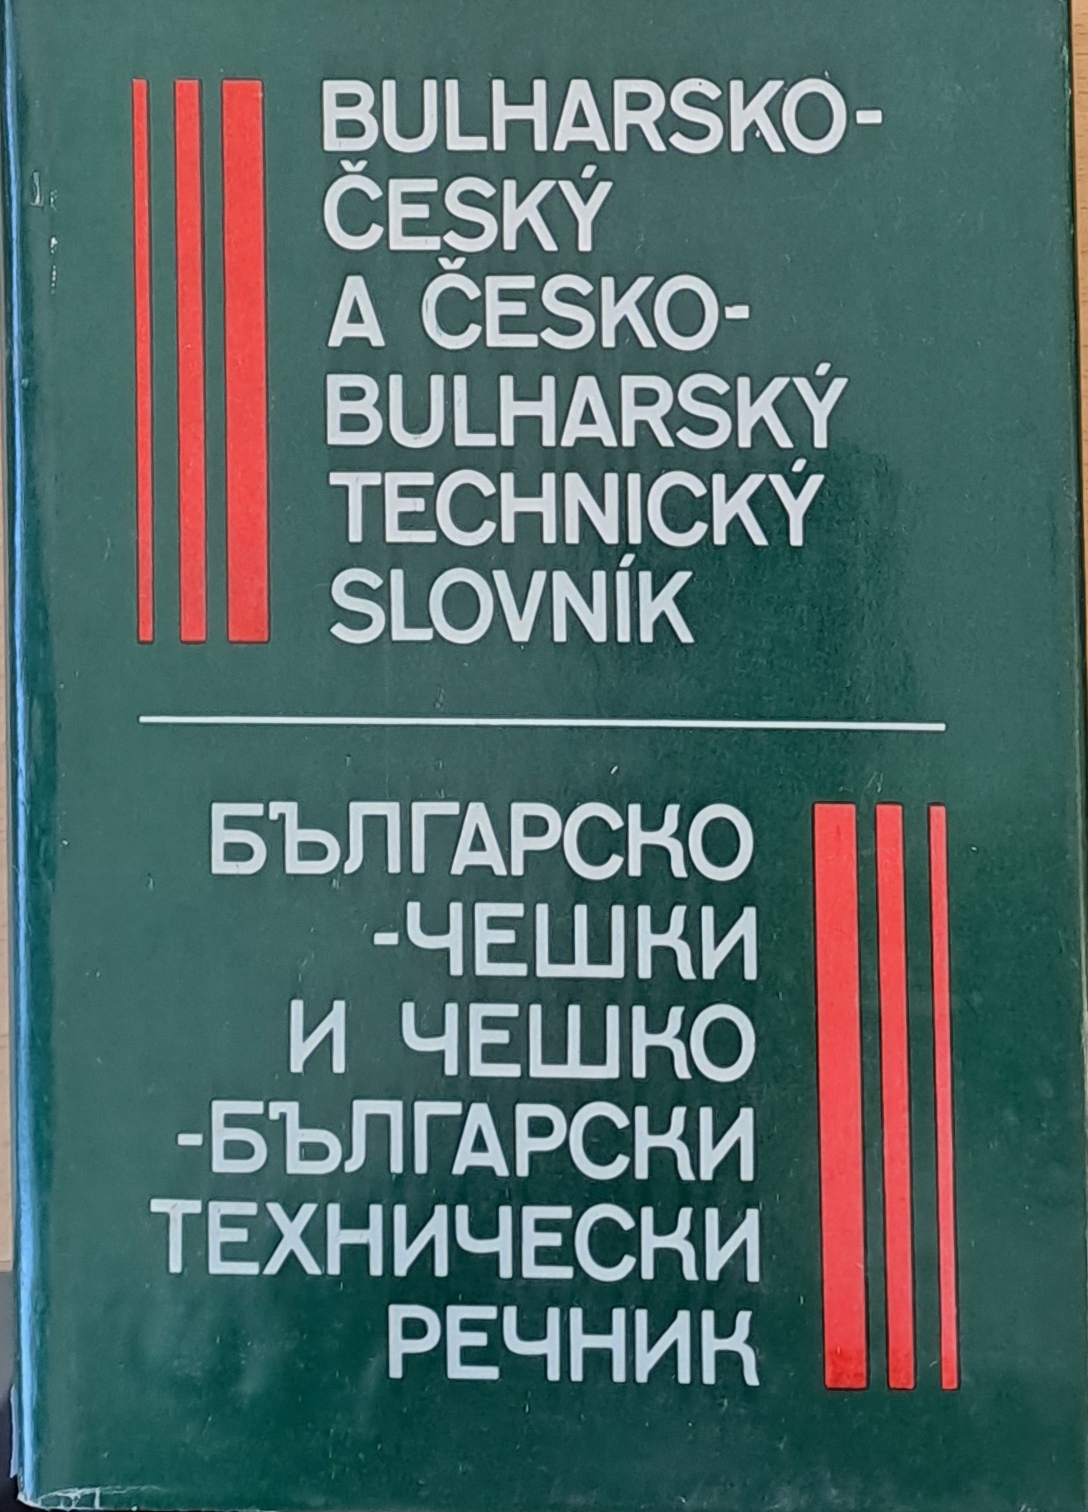 BULHARSKO-
ČESKÝ
A ČESKO-
BULHARSKÝ
TECHNICKÝ
SLOVNÍK
БЪЛГАРСКО
-ЧЕШКИ
И ЧЕШКО
-БЪЛГАРСКИ
ТЕХНИЧЕСКИ
РЕЧНИК